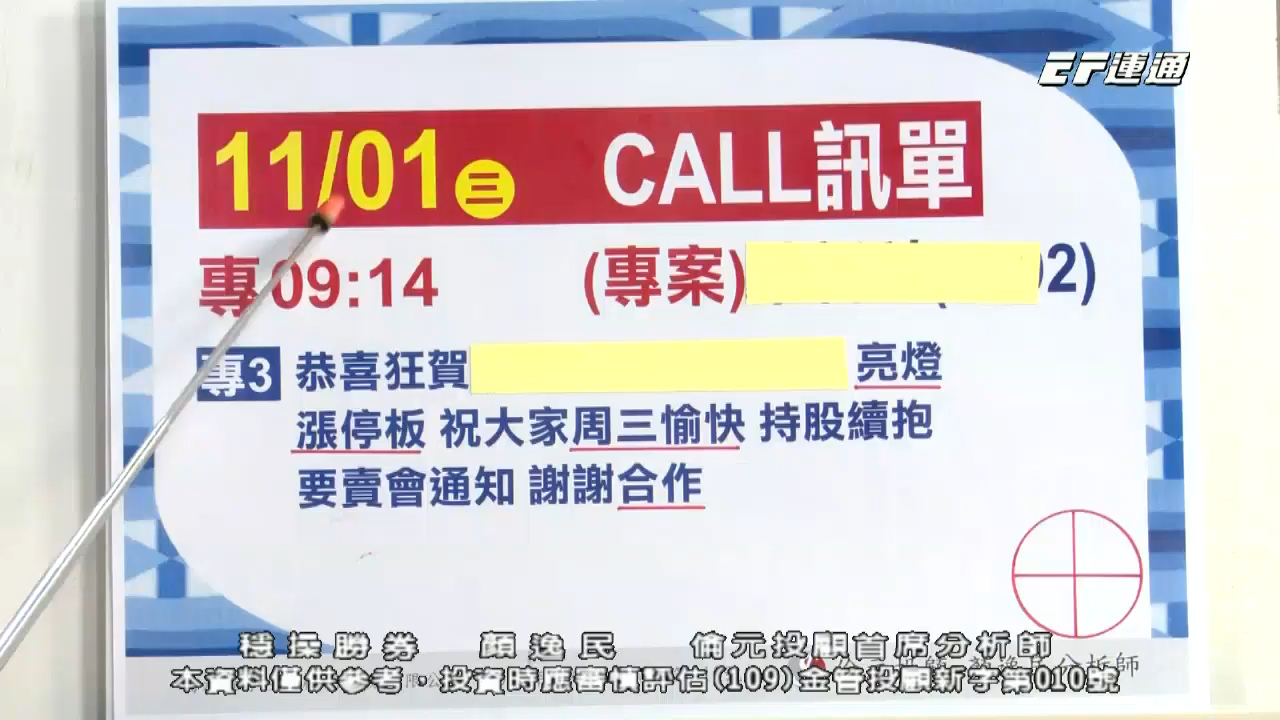 EF運通
11/01 三 CALL訊單
專 09:14 (專案) 2)
專3 恭喜狂賀 亮燈
漲停板 祝大家周三愉快 持股續抱
要賣會通知 謝謝合作
穩操勝券 顏逸民 倫元投顧首席分析師
本資料僅供參考 投資時應審慎評估(109)金管投顧新字第010號